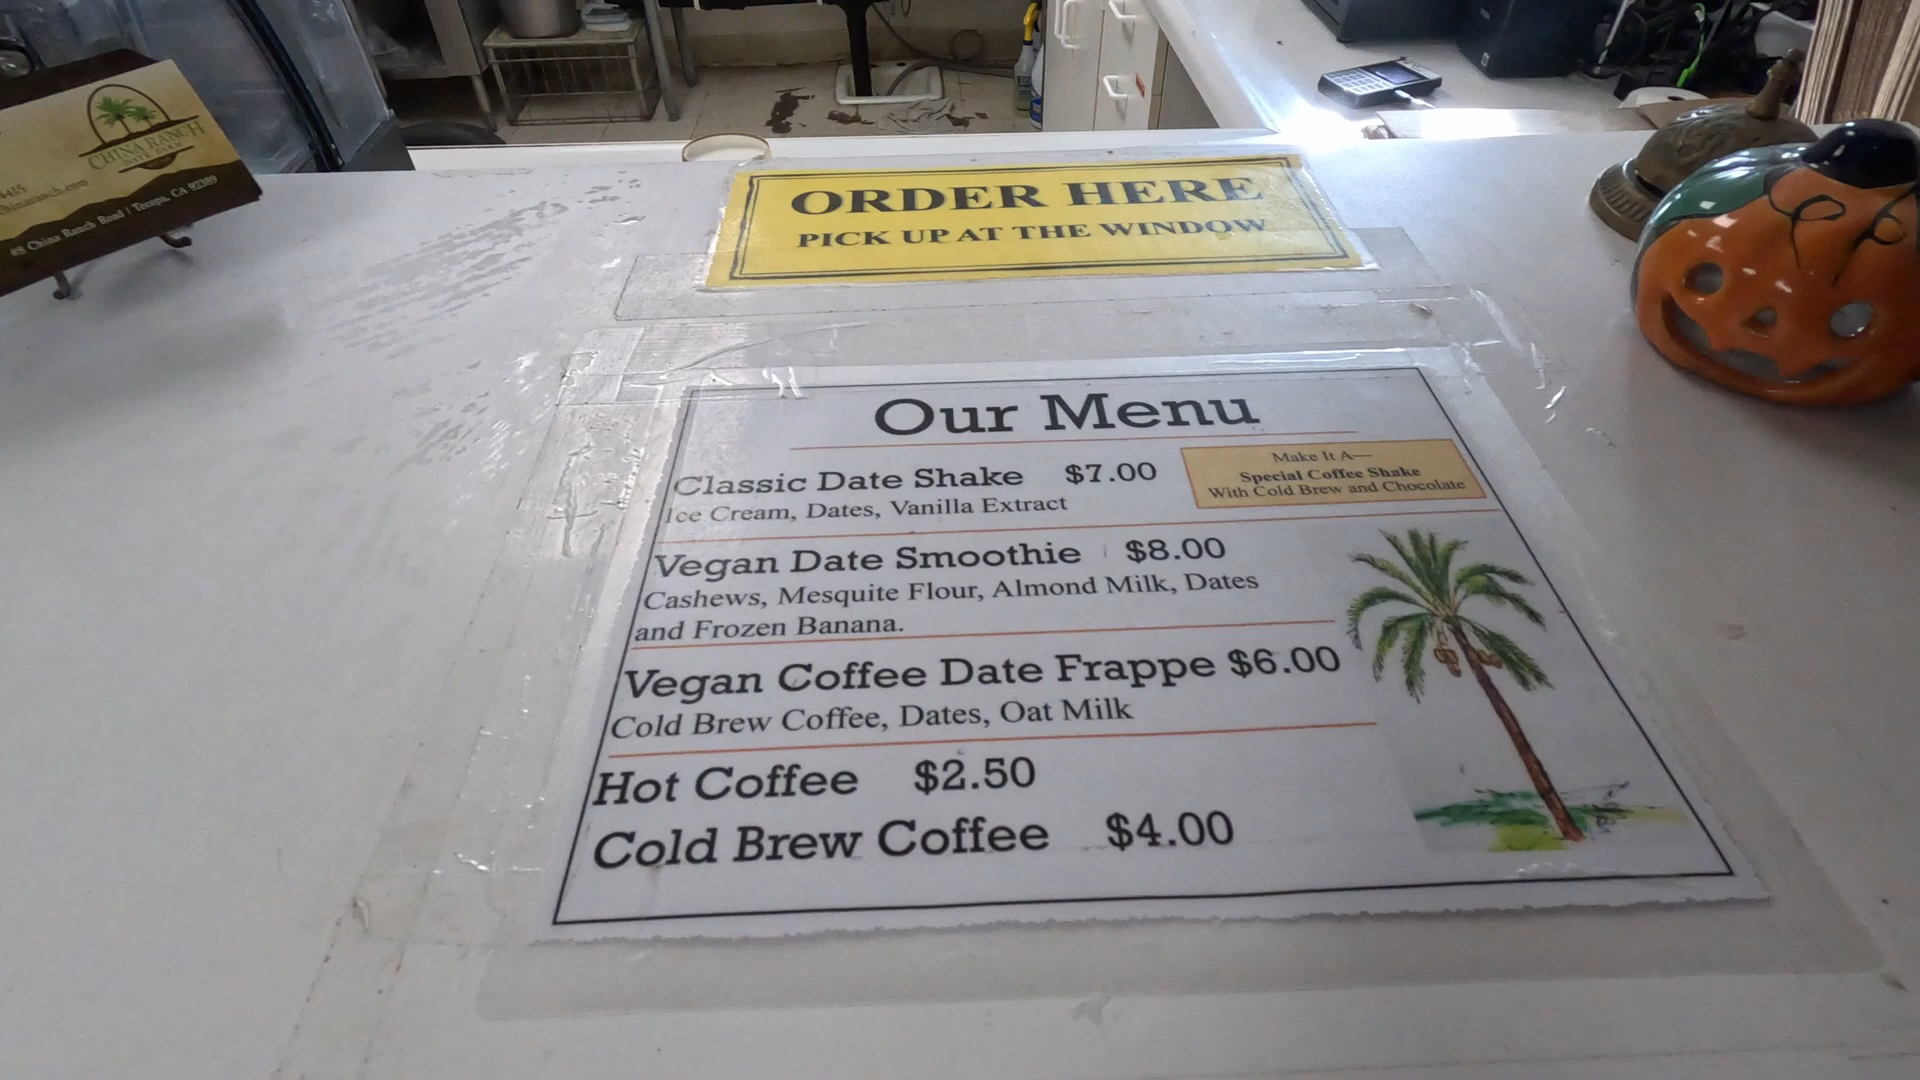 CHINA RANCH
DATE FARM
#8 China Ranch Road / Tecopa, CA 92389
ORDER HERE
PICK UP AT THE WINDOW
Our Menu
Classic Date Shake $7.00
Ice Cream, Dates, Vanilla Extract
Make It A—
Special Coffee Shake
With Cold Brew and Chocolate
Vegan Date Smoothie $8.00
Cashews, Mesquite Flour, Almond Milk, Dates
and Frozen Banana.
Vegan Coffee Date Frappe $6.00
Cold Brew Coffee, Dates, Oat Milk
Hot Coffee $2.50
Cold Brew Coffee $4.00